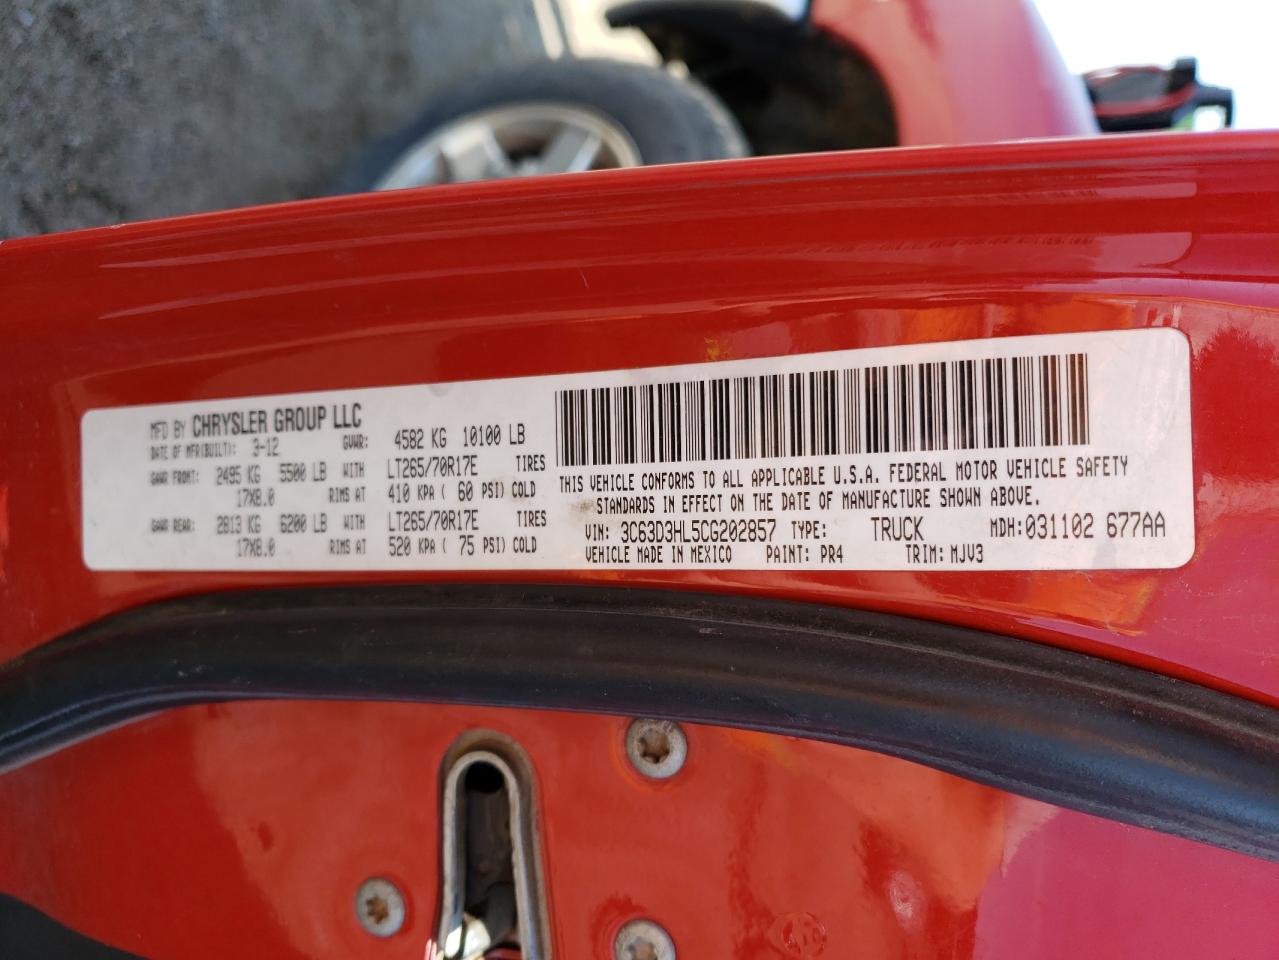 MFD BY CHRYSLER GROUP LLC
DATE OF MFR(BUILT): 3-12 GVWR: 4582 KG 10100 LB
GAWR FRONT: 2495 KG 5500 LB WITH LT265/70R17E TIRES
17X8.0 RIMS AT 410 KPA ( 60 PSI) COLD
GAWR REAR: 2813 KG 6200 LB WITH LT265/70R17E TIRES
17X8.0 RIMS AT 520 KPA ( 75 PSI) COLD
THIS VEHICLE CONFORMS TO ALL APPLICABLE U.S.A. FEDERAL MOTOR VEHICLE SAFETY
STANDARDS IN EFFECT ON THE DATE OF MANUFACTURE SHOWN ABOVE.
VIN: 3C63D3HL5CG202857 TYPE: TRUCK MDH:031102 677AA
VEHICLE MADE IN MEXICO PAINT: PR4 TRIM: MJV3